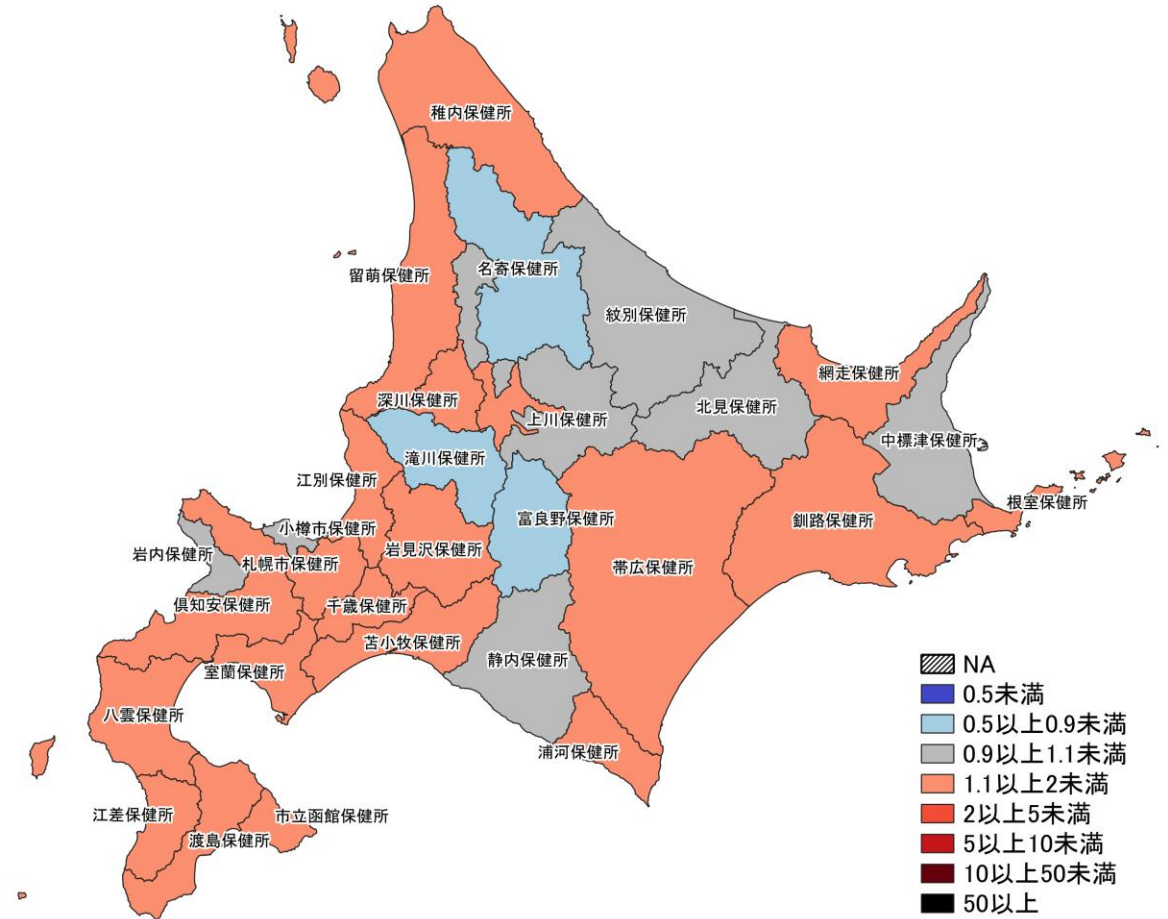 稚内保健所
名寄保健所
留萌保健所
紋別保健所
網走保健所
深川保健所
上川保健所
北見保健所
中標津保健所
滝川保健所
江別保健所
根室保健所
富良野保健所
釧路保健所
小樽市保健所
岩見沢保健所
岩内保健所
札幌市保健所
帯広保健所
倶知安保健所
千歳保健所
苫小牧保健所
静内保健所
室蘭保健所
八雲保健所
浦河保健所
江差保健所
市立函館保健所
渡島保健所
NA
0.5未満
0.5以上0.9未満
0.9以上1.1未満
1.1以上2未満
2以上5未満
5以上10未満
10以上50未満
50以上